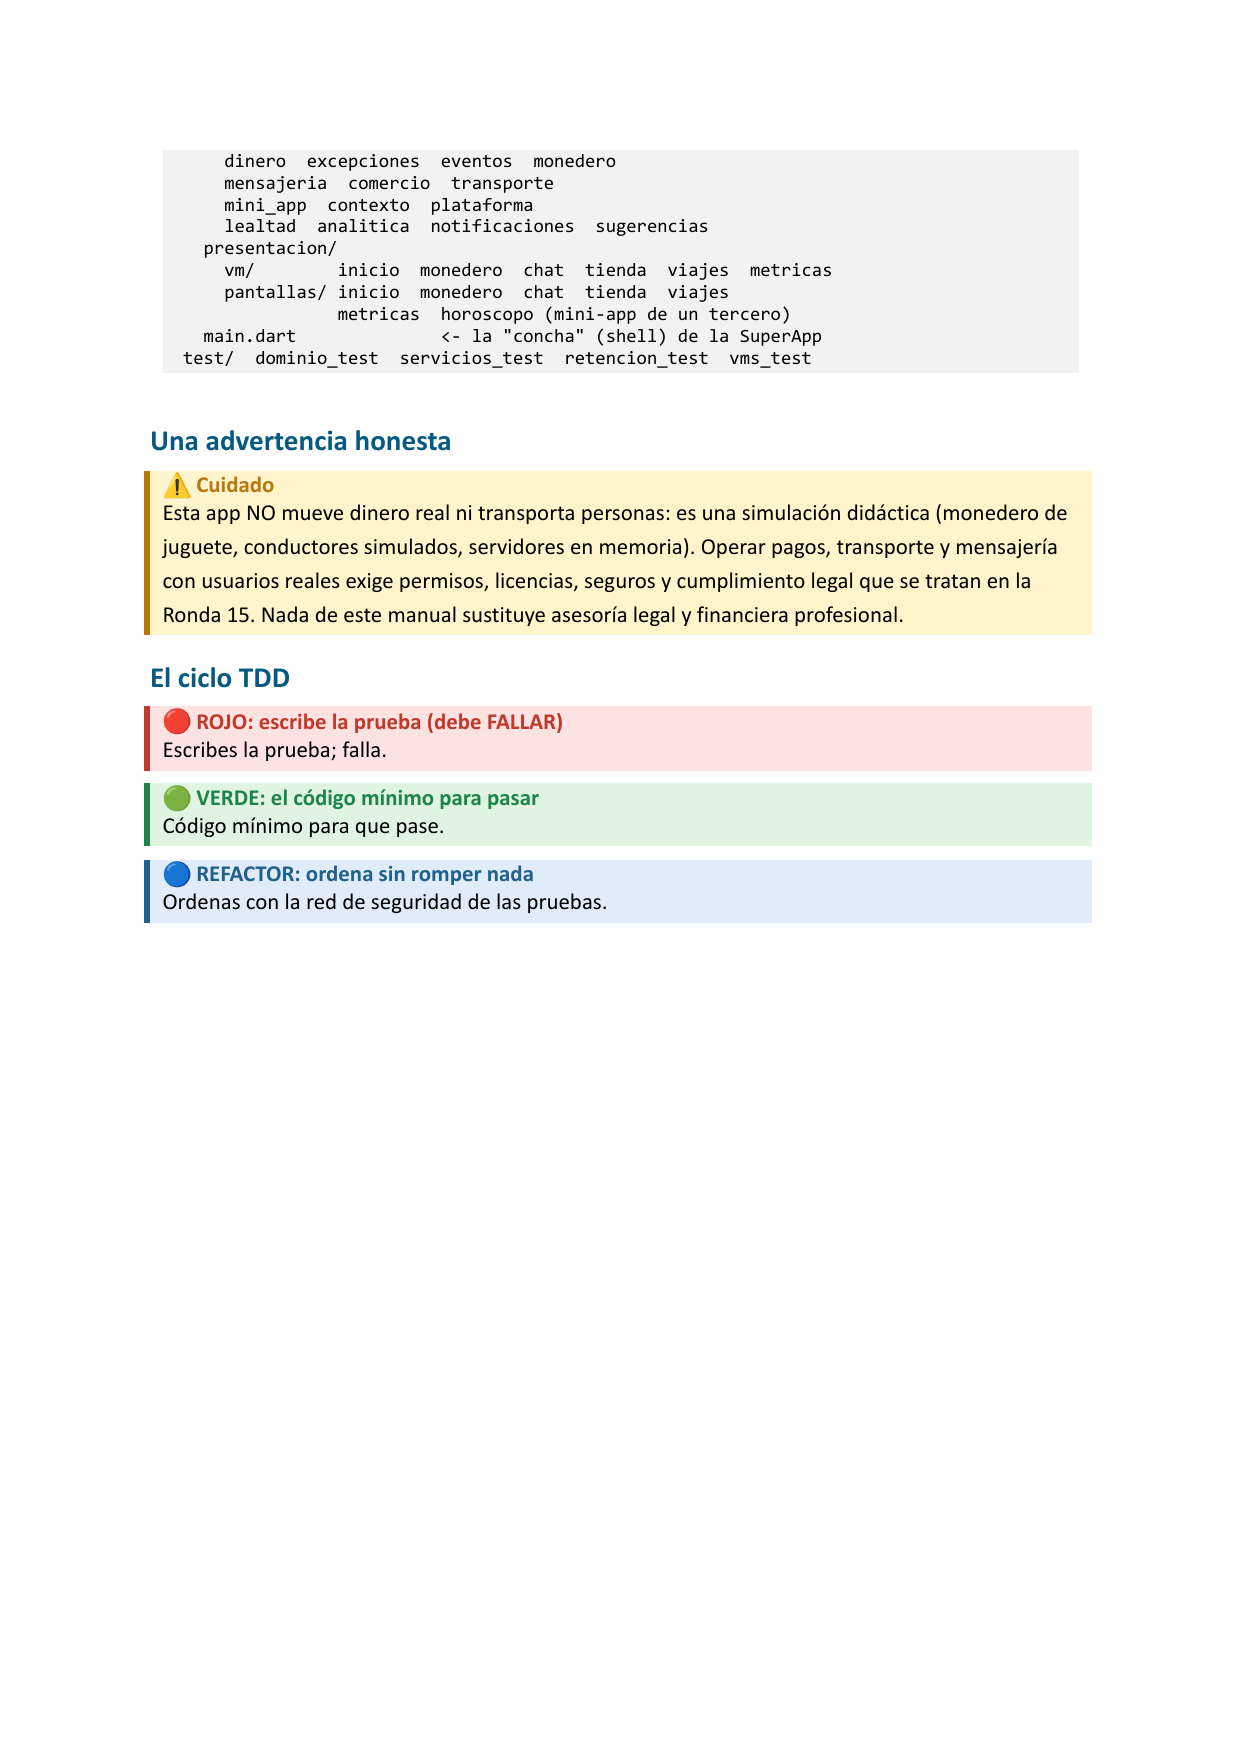 dinero  excepciones  eventos  monedero
mensajeria  comercio  transporte
mini_app  contexto  plataforma
lealtad  analitica  notificaciones  sugerencias
presentacion/
vm/        inicio  monedero  chat  tienda  viajes  metricas
pantallas/ inicio  monedero  chat  tienda  viajes
metricas  horoscopo (mini-app de un tercero)
main.dart              <- la "concha" (shell) de la SuperApp
test/  dominio_test  servicios_test  retencion_test  vms_test
Una advertencia honesta
⚠️ Cuidado
Esta app NO mueve dinero real ni transporta personas: es una simulación didáctica (monedero de
juguete, conductores simulados, servidores en memoria). Operar pagos, transporte y mensajería
con usuarios reales exige permisos, licencias, seguros y cumplimiento legal que se tratan en la
Ronda 15. Nada de este manual sustituye asesoría legal y financiera profesional.
El ciclo TDD
🔴 ROJO: escribe la prueba (debe FALLAR)
Escribes la prueba; falla.
🟢 VERDE: el código mínimo para pasar
Código mínimo para que pase.
🔵 REFACTOR: ordena sin romper nada
Ordenas con la red de seguridad de las pruebas.